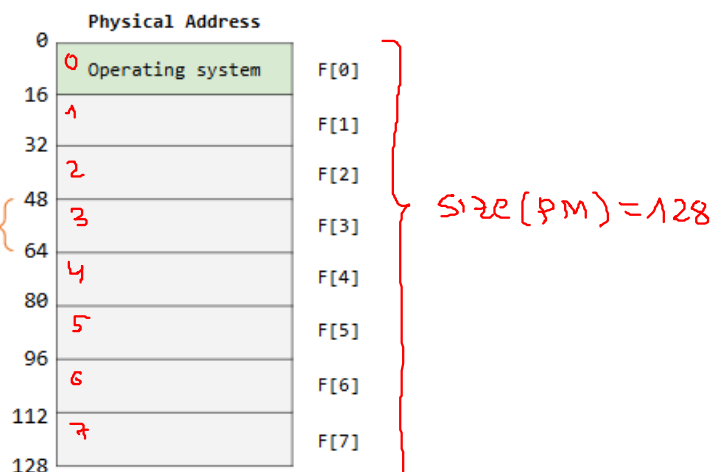 Physical Address
0
0 Operating system F[0]
16
1 F[1]
32
2 F[2]
48
3 F[3]
size(PM)=128
64
4 F[4]
80
5 F[5]
96
6 F[6]
112
7 F[7]
128